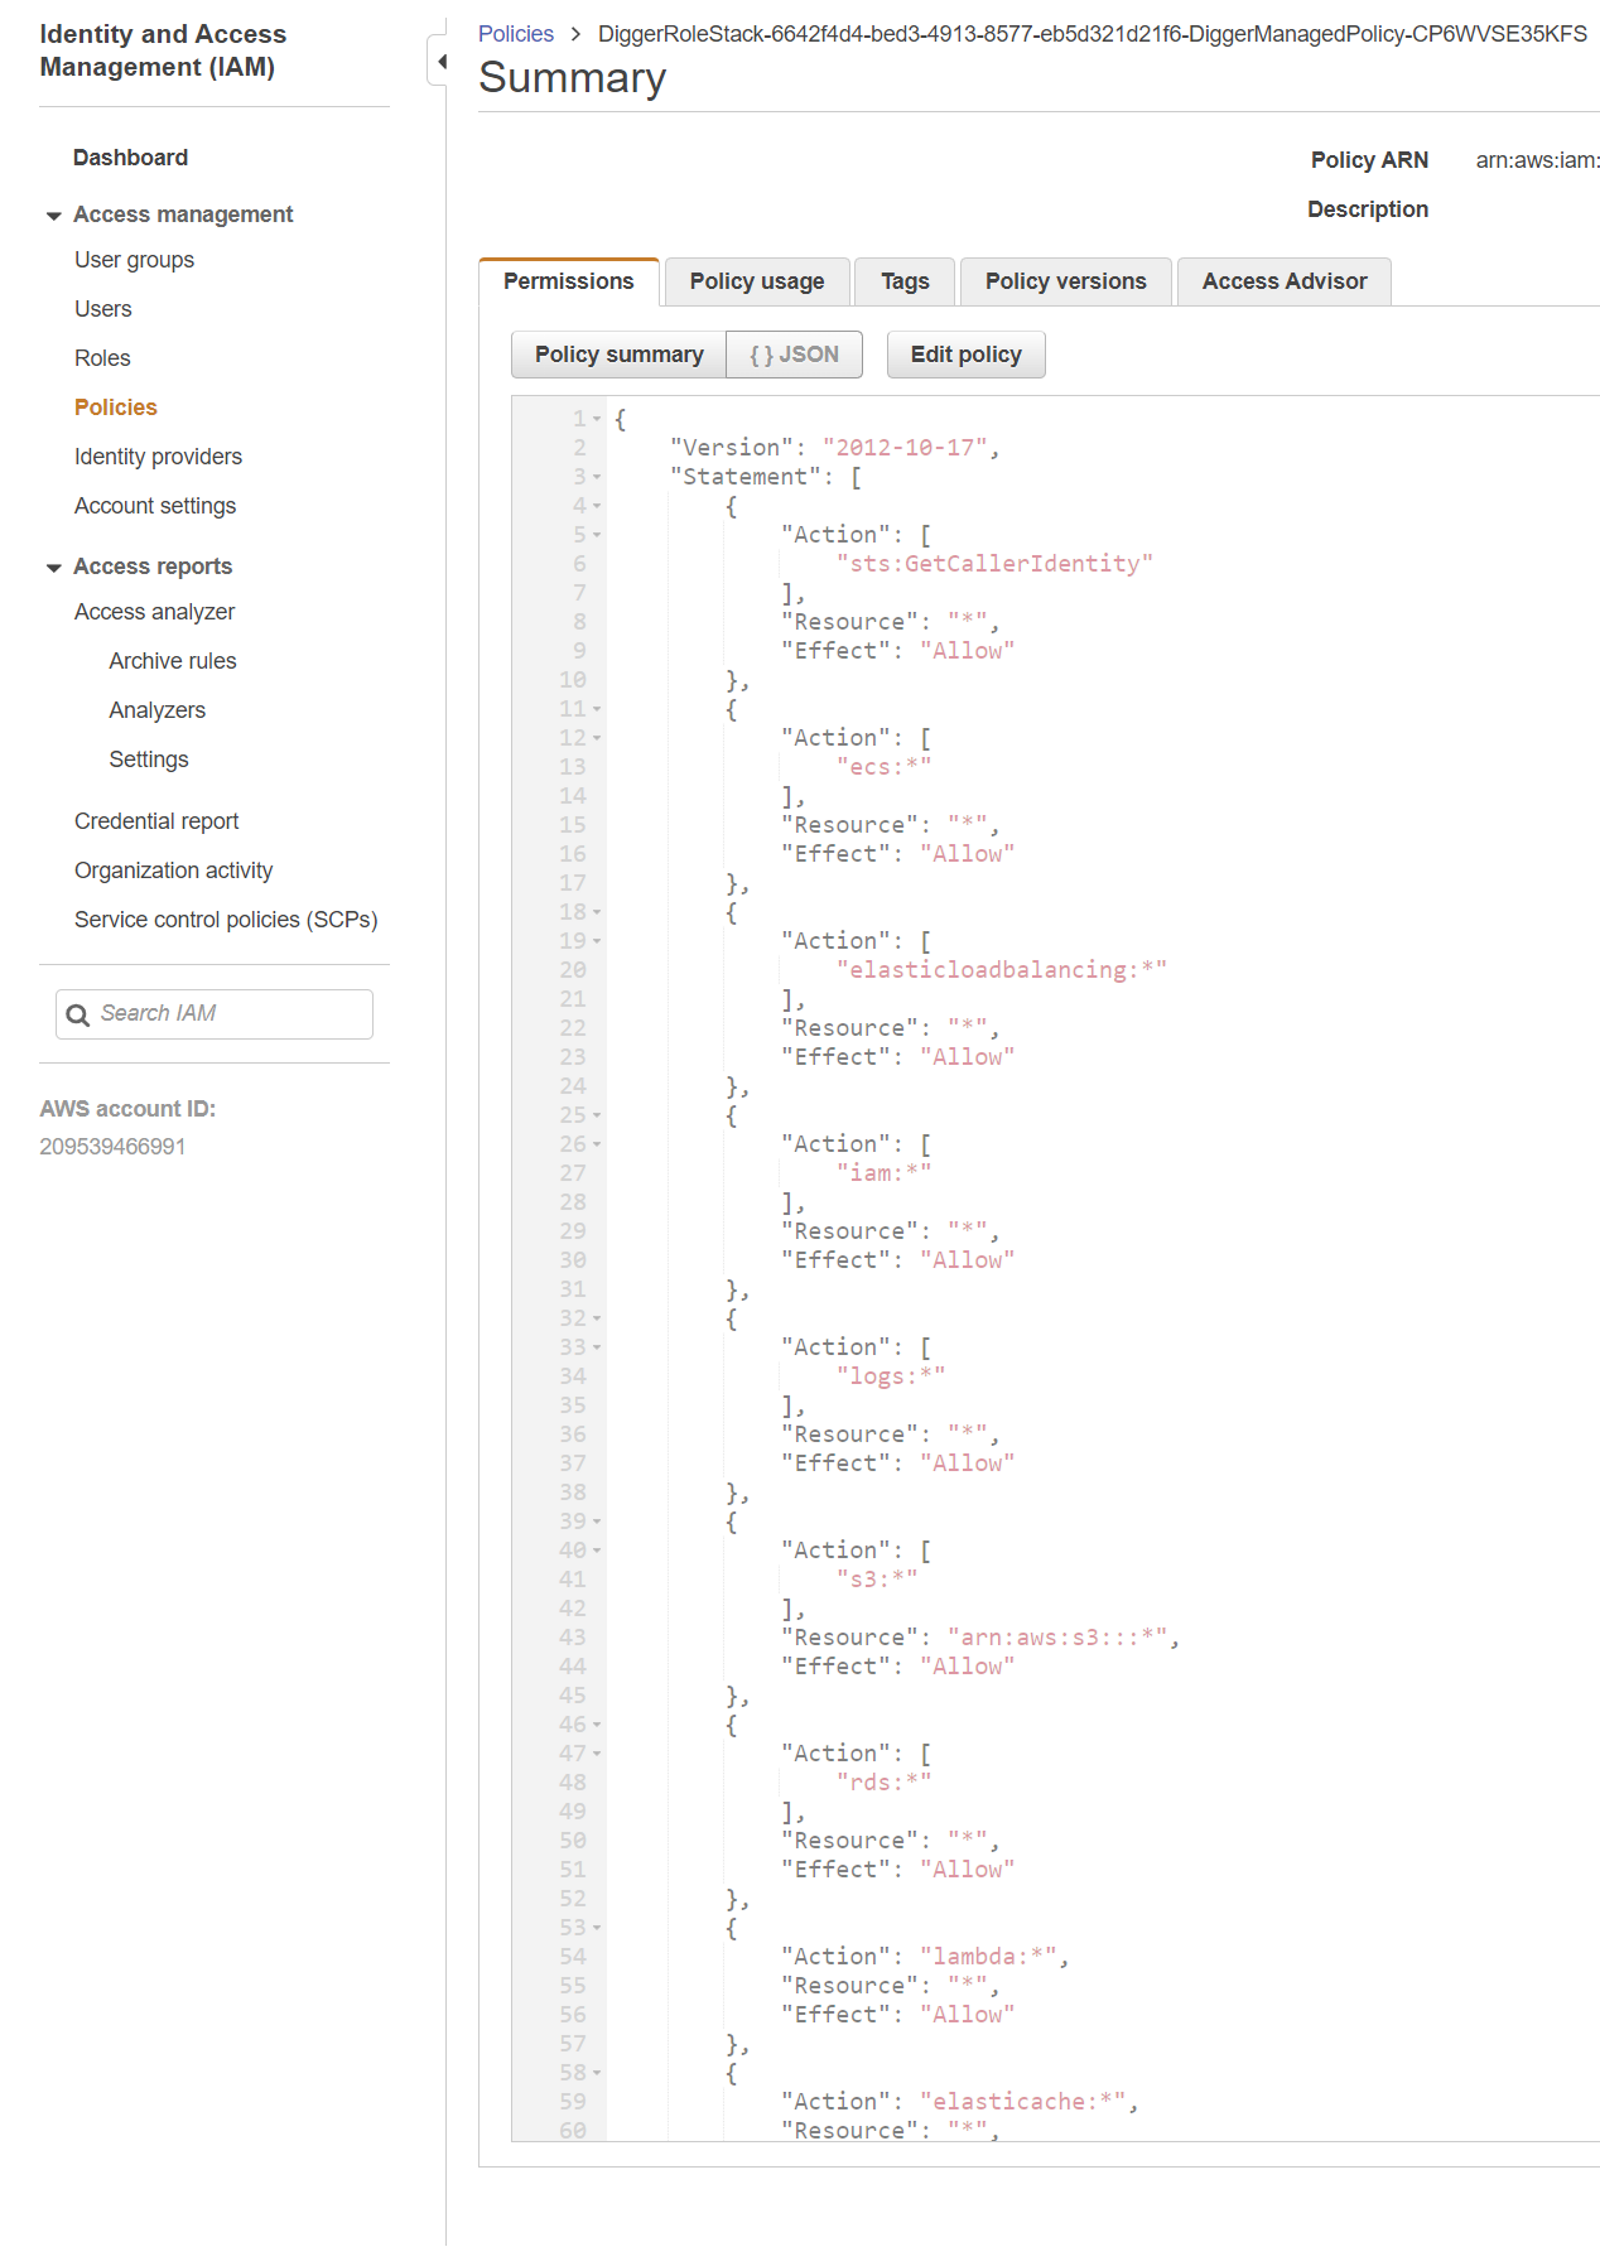 Identity and Access
Management (IAM)
Dashboard
Access management
User groups
Users
Roles
Policies
Identity providers
Account settings
Access reports
Access analyzer
Archive rules
Analyzers
Settings
Credential report
Organization activity
Service control policies (SCPs)
Search IAM
AWS account ID:
209539466991
Policies > DiggerRoleStack-6642f4d4-bed3-4913-8577-eb5d321d21f6-DiggerManagedPolicy-CP6WVSE35KFS
Summary
Policy ARN arn:aws:iam:
Description
Permissions Policy usage Tags Policy versions Access Advisor
Policy summary { } JSON Edit policy
1 {
2 "Version": "2012-10-17",
3 "Statement": [
4 {
5 "Action": [
6 "sts:GetCallerIdentity"
7 ],
8 "Resource": "*",
9 "Effect": "Allow"
10 },
11 {
12 "Action": [
13 "ecs:*"
14 ],
15 "Resource": "*",
16 "Effect": "Allow"
17 },
18 {
19 "Action": [
20 "elasticloadbalancing:*"
21 ],
22 "Resource": "*",
23 "Effect": "Allow"
24 },
25 {
26 "Action": [
27 "iam:*"
28 ],
29 "Resource": "*",
30 "Effect": "Allow"
31 },
32 {
33 "Action": [
34 "logs:*"
35 ],
36 "Resource": "*",
37 "Effect": "Allow"
38 },
39 {
40 "Action": [
41 "s3:*"
42 ],
43 "Resource": "arn:aws:s3:::*",
44 "Effect": "Allow"
45 },
46 {
47 "Action": [
48 "rds:*"
49 ],
50 "Resource": "*",
51 "Effect": "Allow"
52 },
53 {
54 "Action": "lambda:*",
55 "Resource": "*",
56 "Effect": "Allow"
57 },
58 {
59 "Action": "elasticache:*",
60 "Resource": "*",